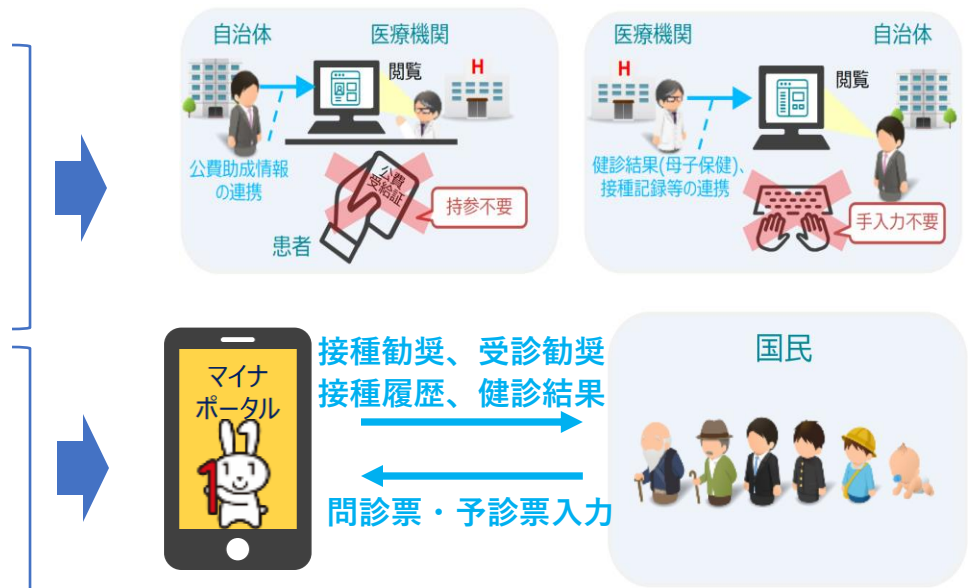 自治体
医療機関
閲覧
H
公費助成情報
の連携
公費
受給証
持参不要
患者
医療機関
自治体
H
閲覧
健診結果(母子保健)、
接種記録等の連携
手入力不要
マイナ
ポータル
1
接種勧奨、受診勧奨
接種履歴、健診結果
問診票・予診票入力
国民